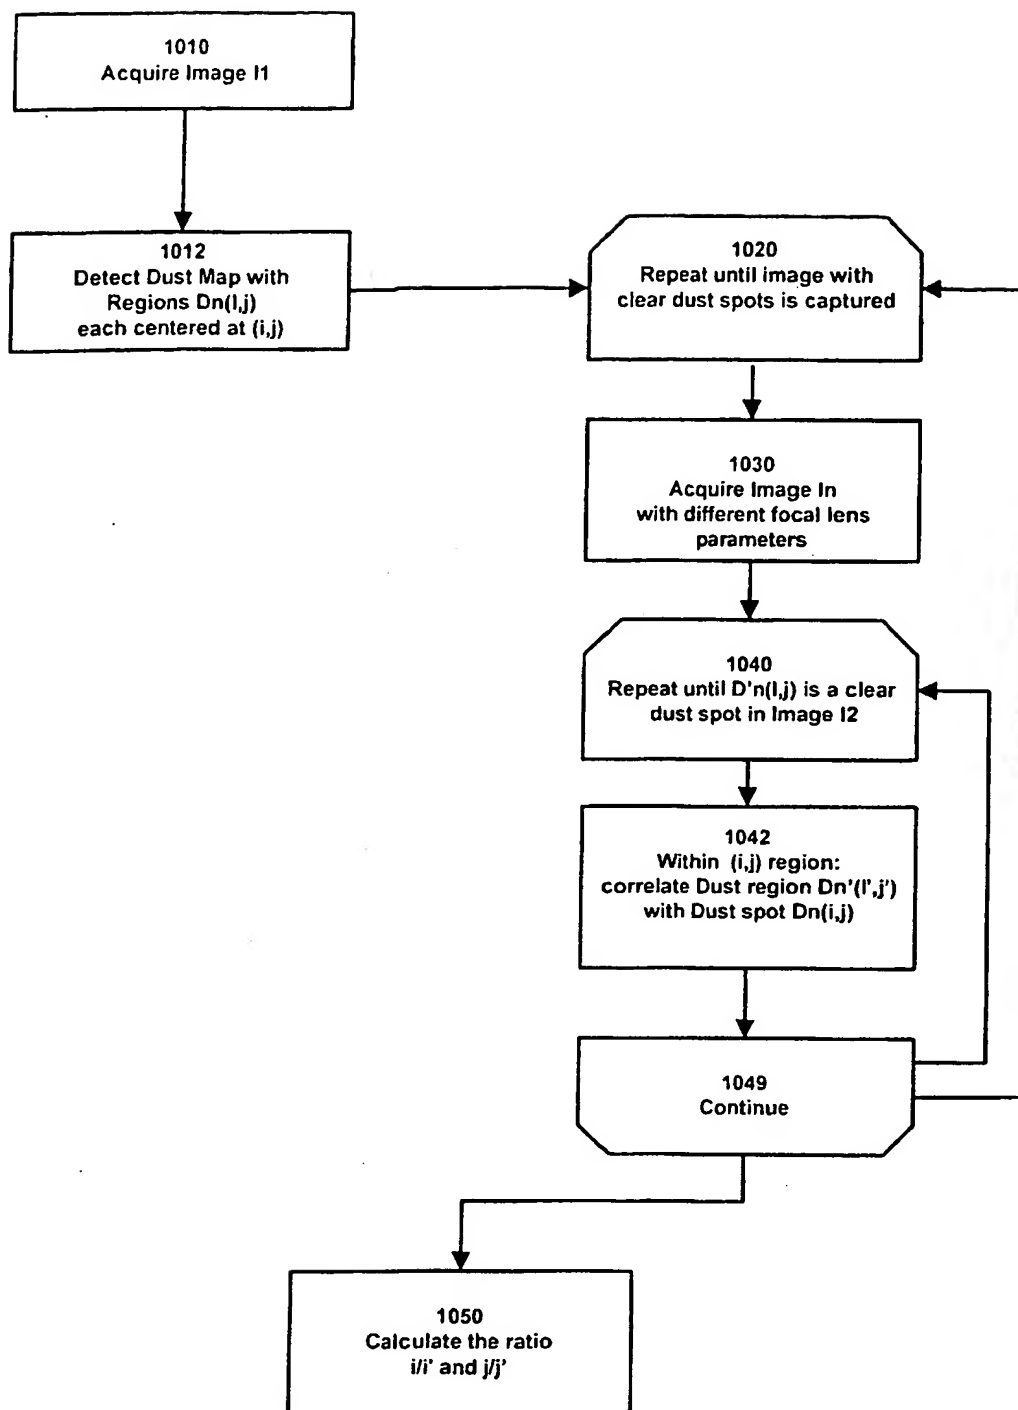 1010
Acquire Image I1
1012
Detect Dust Map with
Regions Dn(I,j)
each centered at (i,j)
1020
Repeat until image with
clear dust spots is captured
1030
Acquire Image In
with different focal lens
parameters
1040
Repeat until D'n(I,j) is a clear
dust spot in Image I2
1042
Within (i,j) region:
correlate Dust region Dn'(I',j')
with Dust spot Dn(i,j)
1049
Continue
1050
Calculate the ratio
i/i' and j/j'